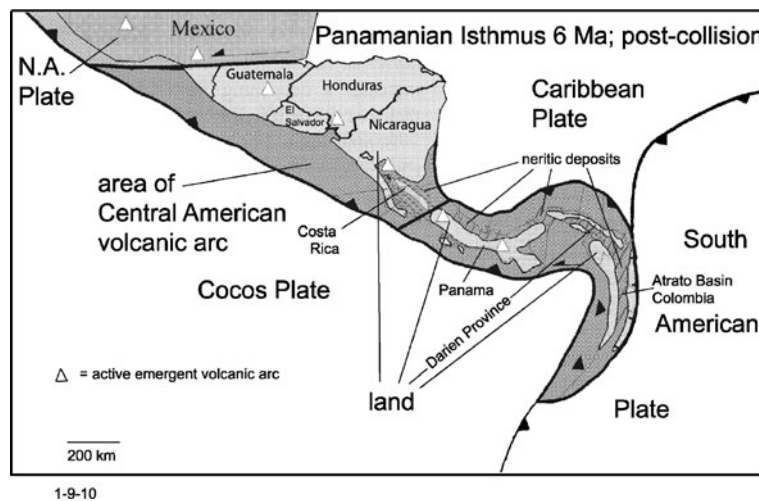 Mexico
Panamanian Isthmus 6 Ma; post-collision
N.A.
Plate
Guatemala
Honduras
El
Salvador
Nicaragua
Caribbean
Plate
neritic deposits
area of
Central American
volcanic arc
Costa
Rica
South
Cocos Plate
Panama
Atrato Basin
Colombia
American
Darien Province
= active emergent volcanic arc
land
Plate
200 km
1-9-10